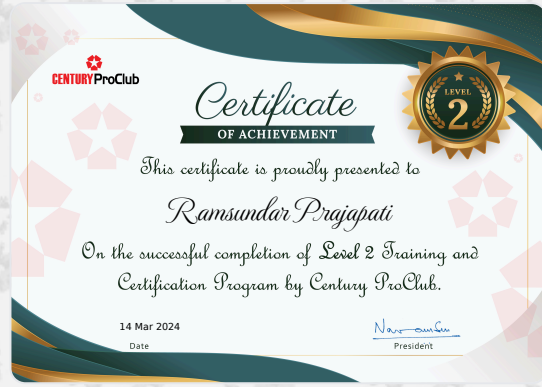 CENTURY ProClub
Certificate
OF ACHIEVEMENT
LEVEL
2
This certificate is proudly presented to
Ramsundar Prajapati
On the successful completion of Level 2 Training and
Certification Program by Century ProClub.
14 Mar 2024
Date
President